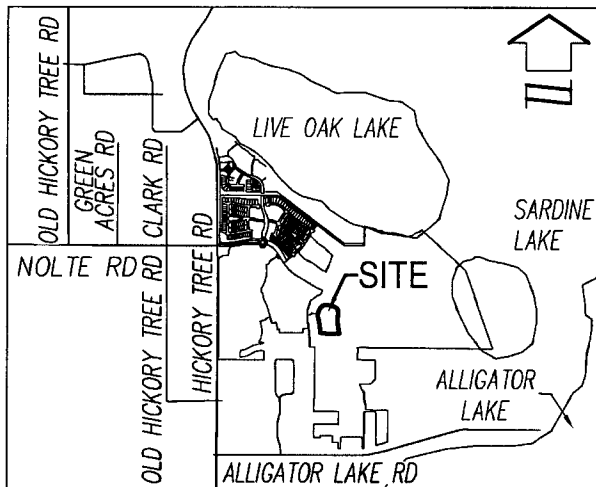 OLD HICKORY TREE RD
GREEN
ACRES RD
CLARK RD
LIVE OAK LAKE
SARDINE
LAKE
NOLTE RD
OLD HICKORY TREE RD
HICKORY TREE RD
SITE
ALLIGATOR
LAKE
ALLIGATOR LAKE RD